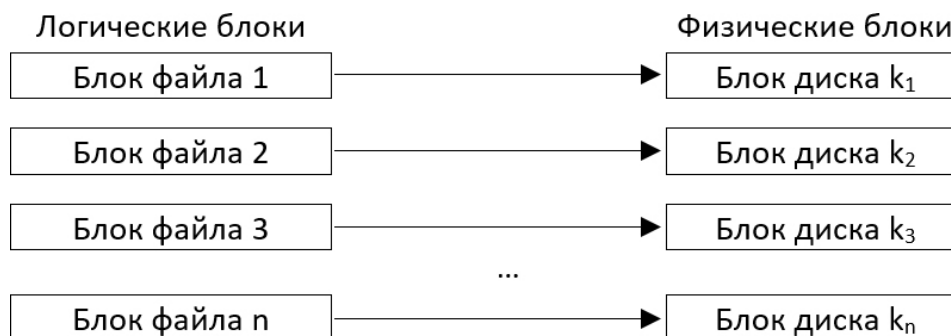 Логические блоки Физические блоки
Блок файла 1 Блок диска k₁
Блок файла 2 Блок диска k₂
Блок файла 3 Блок диска k₃
...
Блок файла n Блок диска kₙ